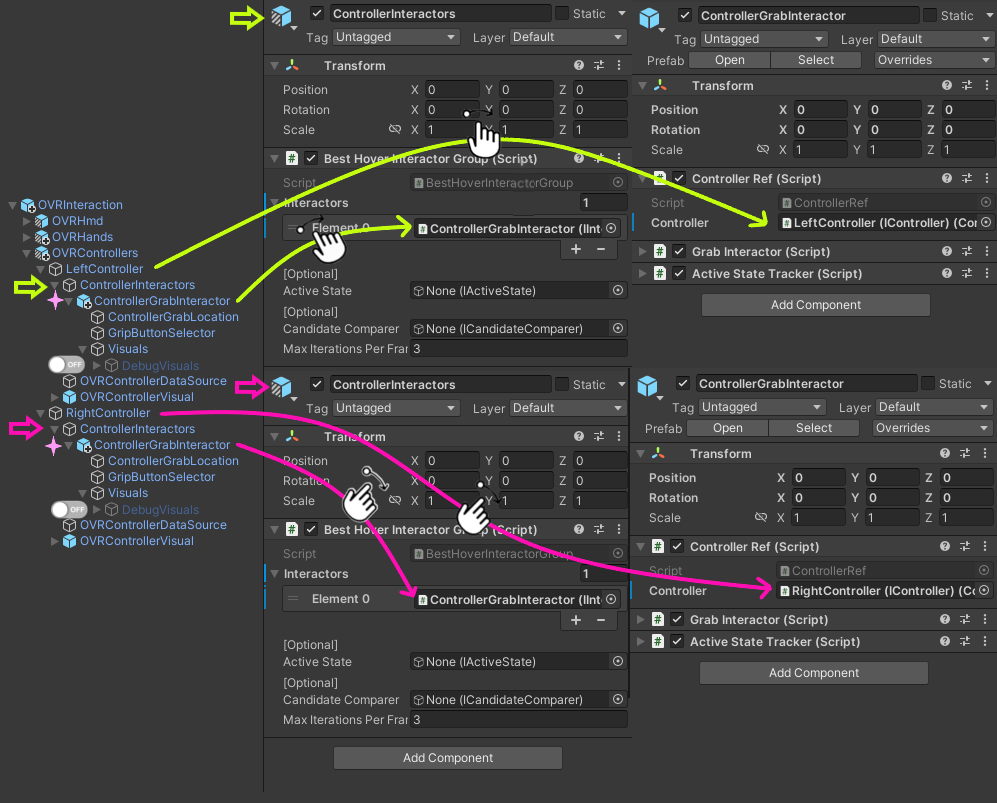 OVRInteraction
OVRHmd
OVRHands
OVRControllers
LeftController
ControllerInteractors
ControllerGrabInteractor
ControllerGrabLocation
GripButtonSelector
Visuals
OFF DebugVisuals
OVRControllerDataSource
OVRControllerVisual
RightController
ControllerInteractors
ControllerGrabInteractor
ControllerGrabLocation
GripButtonSelector
Visuals
OFF DebugVisuals
OVRControllerDataSource
OVRControllerVisual
ControllerInteractors Static
Tag Untagged Layer Default
Transform
Position X 0 Y 0 Z 0
Rotation X 0 Y 0 Z 0
Scale X 1 Y 1 Z 1
Best Hover Interactor Group (Script)
Script BestHoverInteractorGroup
Interactors 1
Element 0 ControllerGrabInteractor (IInt
+ −
[Optional]
Active State None (IActiveState)
[Optional]
Candidate Comparer None (ICandidateComparer)
Max Iterations Per Frar 3
ControllerGrabInteractor Static
Tag Untagged Layer Default
Prefab Open Select Overrides
Transform
Position X 0 Y 0 Z 0
Rotation X 0 Y 0 Z 0
Scale X 1 Y 1 Z 1
Controller Ref (Script)
Script ControllerRef
Controller LeftController (IController) (Cor
Grab Interactor (Script)
Active State Tracker (Script)
Add Component
ControllerInteractors Static
Tag Untagged Layer Default
Transform
Position X 0 Y 0 Z 0
Rotation X 0 Y 0 Z 0
Scale X 1 Y 1 Z 1
Best Hover Interactor Group (Script)
Script BestHoverInteractorGroup
Interactors 1
Element 0 ControllerGrabInteractor (IInt
+ −
[Optional]
Active State None (IActiveState)
[Optional]
Candidate Comparer None (ICandidateComparer)
Max Iterations Per Frar 3
Add Component
ControllerGrabInteractor Static
Tag Untagged Layer Default
Prefab Open Select Overrides
Transform
Position X 0 Y 0 Z 0
Rotation X 0 Y 0 Z 0
Scale X 1 Y 1 Z 1
Controller Ref (Script)
Script ControllerRef
Controller RightController (IController) (Co
Grab Interactor (Script)
Active State Tracker (Script)
Add Component